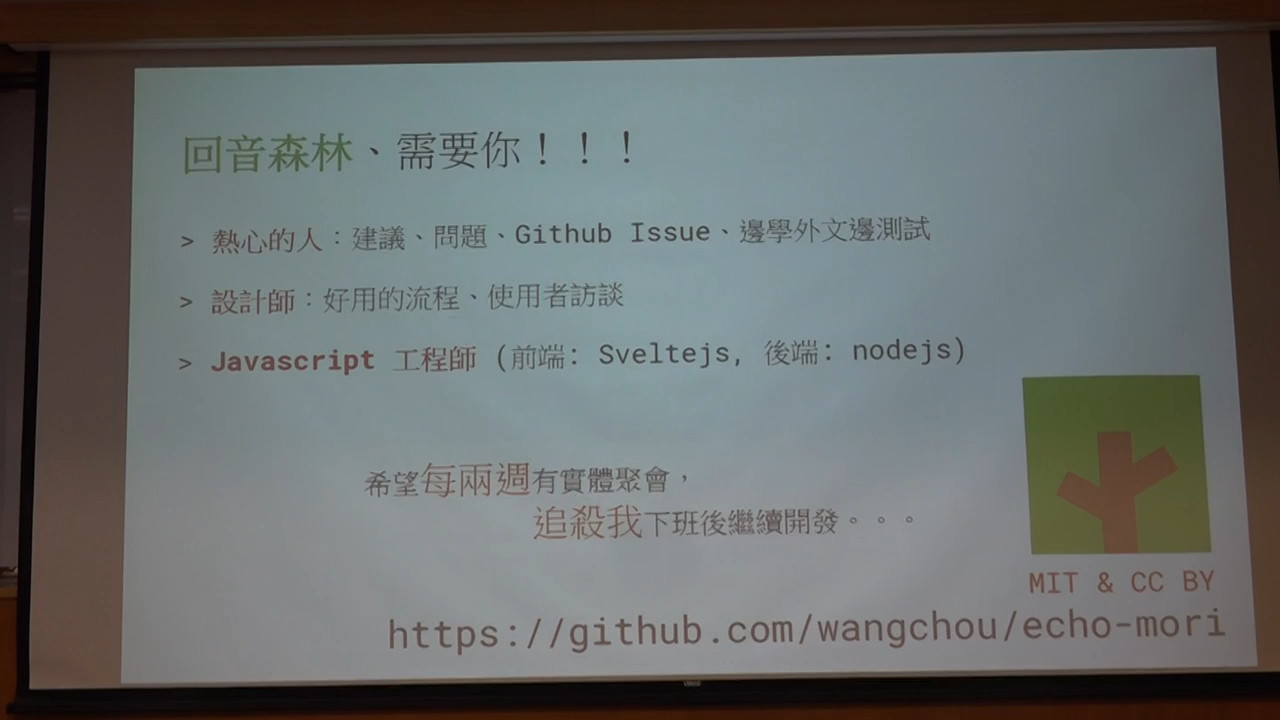 回音森林、需要你！！！
> 熱心的人：建議、問題、Github Issue、邊學外文邊測試
> 設計師：好用的流程、使用者訪談
> Javascript 工程師 (前端: Sveltejs, 後端: nodejs)
希望每兩週有實體聚會，
追殺我下班後繼續開發。。。
MIT & CC BY
https://github.com/wangchou/echo-mori